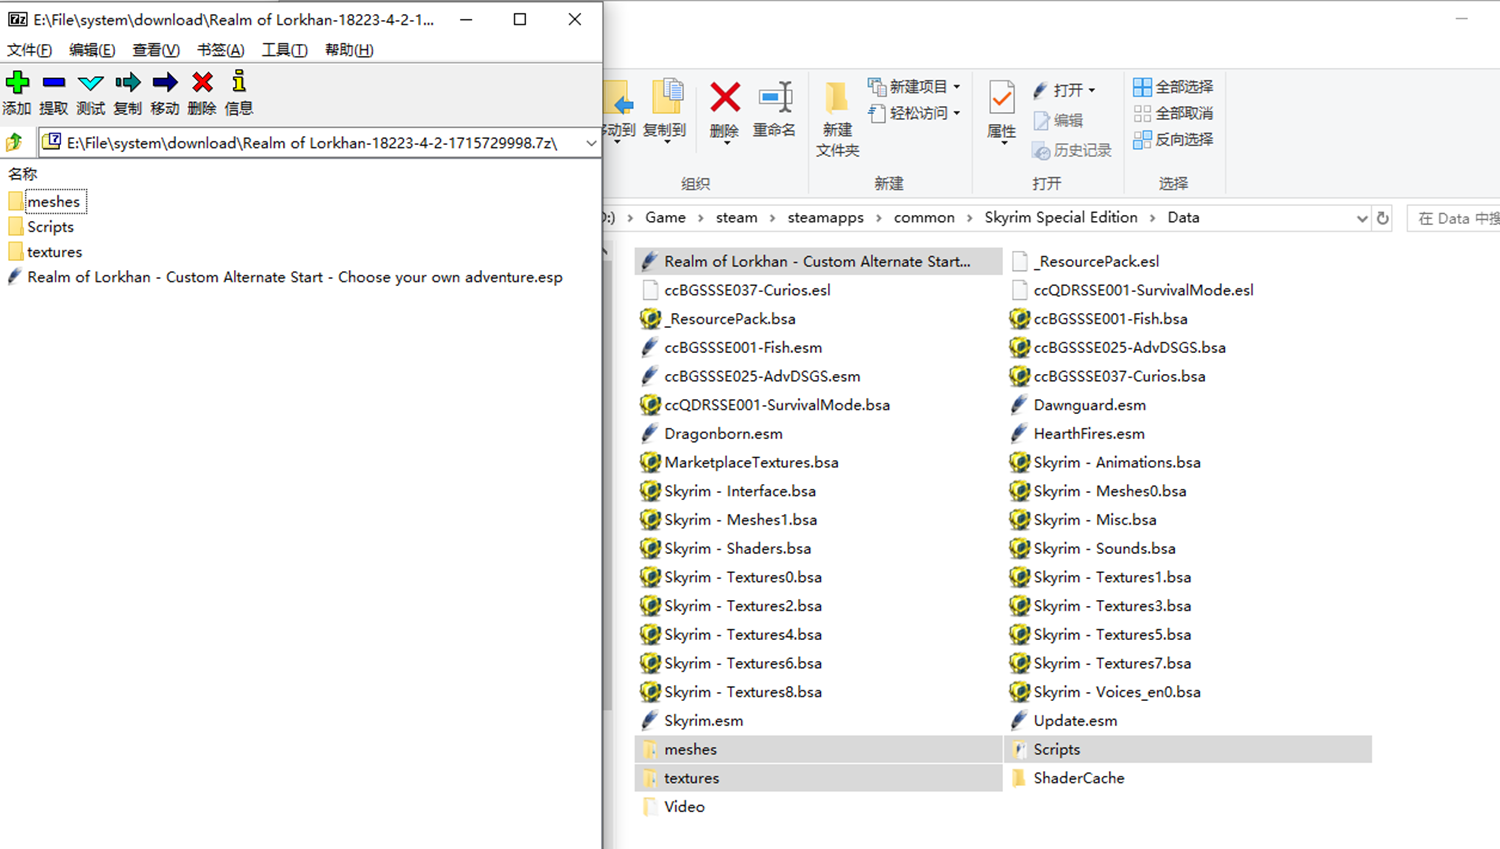 E:\File\system\download\Realm of Lorkhan-18223-4-2-1...
文件(F) 编辑(E) 查看(V) 书签(A) 工具(T) 帮助(H)
添加 提取 测试 复制 移动 删除 信息
E:\File\system\download\Realm of Lorkhan-18223-4-2-1715729998.7z\
名称
meshes
Scripts
textures
Realm of Lorkhan - Custom Alternate Start - Choose your own adventure.esp
移动到 复制到 删除 重命名
组织
新建
文件夹
新建项目
轻松访问
新建
属性
打开
编辑
历史记录
打开
全部选择
全部取消
反向选择
选择
:) › Game › steam › steamapps › common › Skyrim Special Edition › Data
在 Data 中搜
Realm of Lorkhan - Custom Alternate Start...
_ResourcePack.esl
ccBGSSSE037-Curios.esl
ccQDRSSE001-SurvivalMode.esl
_ResourcePack.bsa
ccBGSSSE001-Fish.bsa
ccBGSSSE001-Fish.esm
ccBGSSSE025-AdvDSGS.bsa
ccBGSSSE025-AdvDSGS.esm
ccBGSSSE037-Curios.bsa
ccQDRSSE001-SurvivalMode.bsa
Dawnguard.esm
Dragonborn.esm
HearthFires.esm
MarketplaceTextures.bsa
Skyrim - Animations.bsa
Skyrim - Interface.bsa
Skyrim - Meshes0.bsa
Skyrim - Meshes1.bsa
Skyrim - Misc.bsa
Skyrim - Shaders.bsa
Skyrim - Sounds.bsa
Skyrim - Textures0.bsa
Skyrim - Textures1.bsa
Skyrim - Textures2.bsa
Skyrim - Textures3.bsa
Skyrim - Textures4.bsa
Skyrim - Textures5.bsa
Skyrim - Textures6.bsa
Skyrim - Textures7.bsa
Skyrim - Textures8.bsa
Skyrim - Voices_en0.bsa
Skyrim.esm
Update.esm
meshes
Scripts
textures
ShaderCache
Video